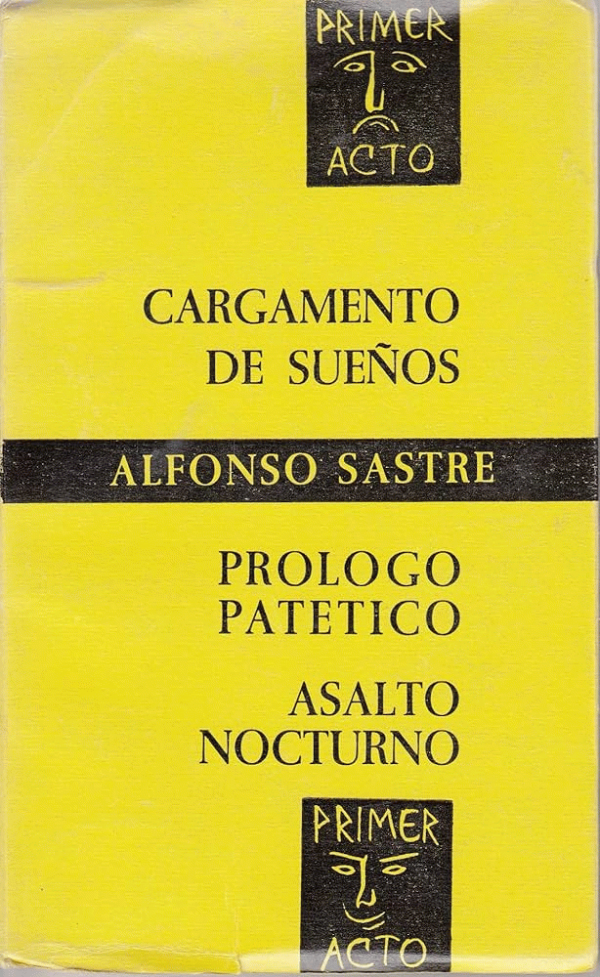 PRIMER
ACTO
CARGAMENTO
DE SUEÑOS
ALFONSO SASTRE
PROLOGO
PATETICO
ASALTO
NOCTURNO
PRIMER
ACTO